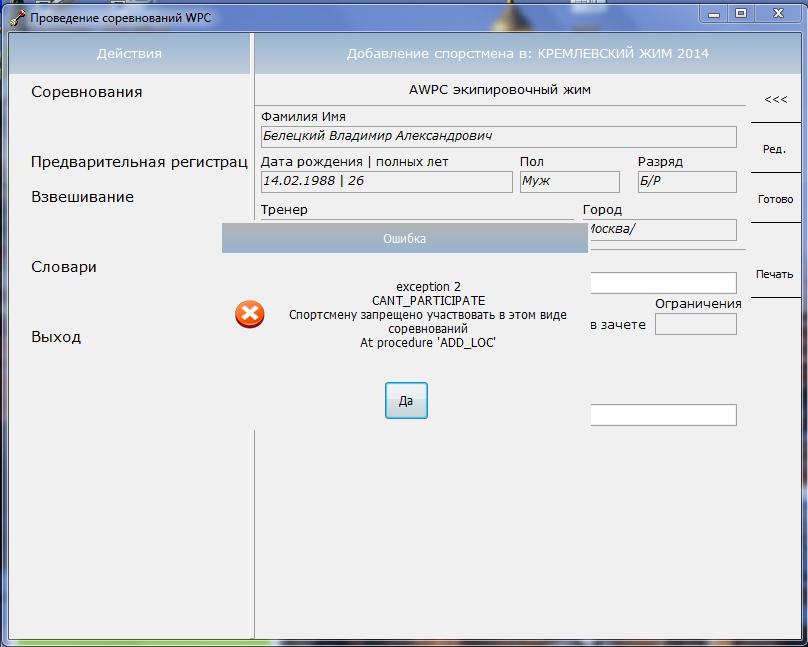 Проведение соревнований WPC
Действия
Добавление спорстмена в: КРЕМЛЕВСКИЙ ЖИМ 2014
Соревнования
Предварительная регистрац
Взвешивание
Словари
Выход
AWPC экипировочный жим
Фамилия Имя
Белецкий Владимир Александрович
Дата рождения | полных лет
Пол
Разряд
14.02.1988 | 26
Муж
Б/Р
Тренер
Город
Москва/
Ограничения
в зачете
<<<
Ред.
Готово
Печать
Ошибка
exception 2
CANT_PARTICIPATE
Спортсмену запрещено участвовать в этом виде
соревнований
At procedure 'ADD_LOC'
Да